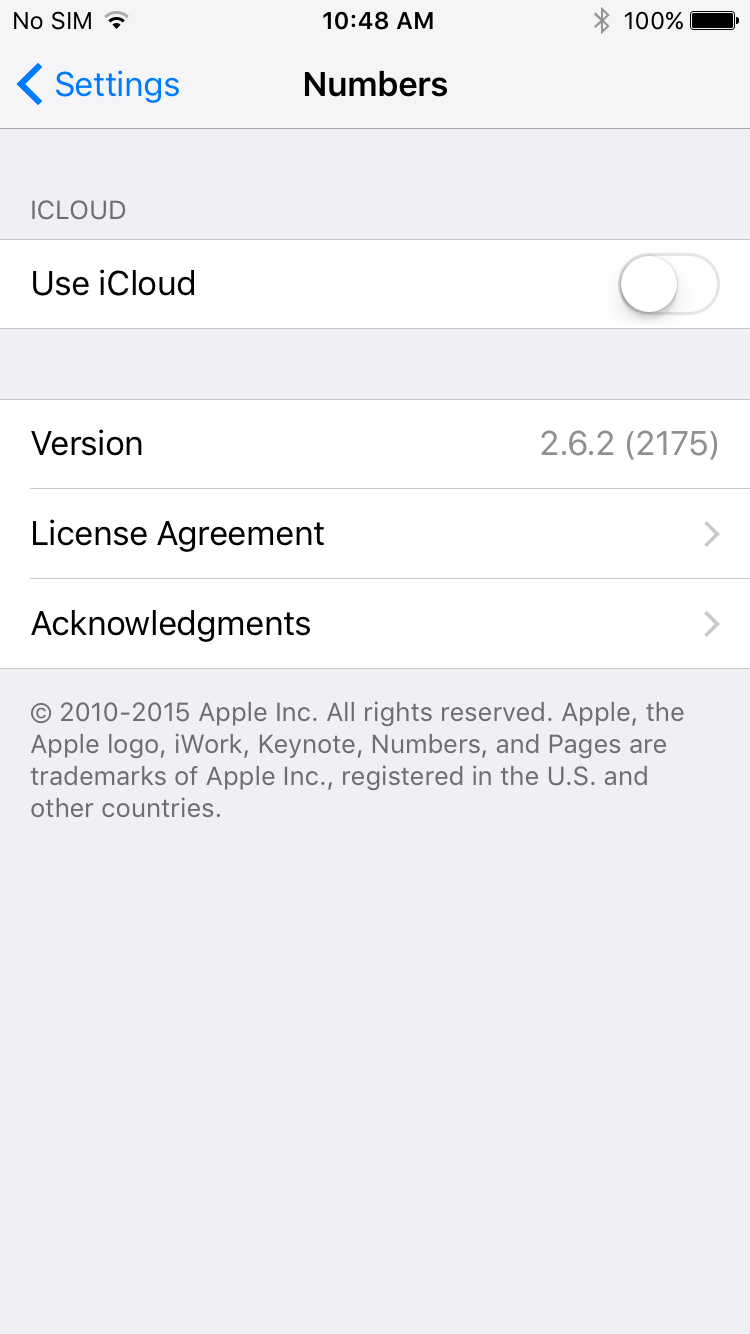 No SIM 10:48 AM 100%
Settings Numbers
ICLOUD
Use iCloud
Version 2.6.2 (2175)
License Agreement
Acknowledgments
© 2010-2015 Apple Inc. All rights reserved. Apple, the
Apple logo, iWork, Keynote, Numbers, and Pages are
trademarks of Apple Inc., registered in the U.S. and
other countries.